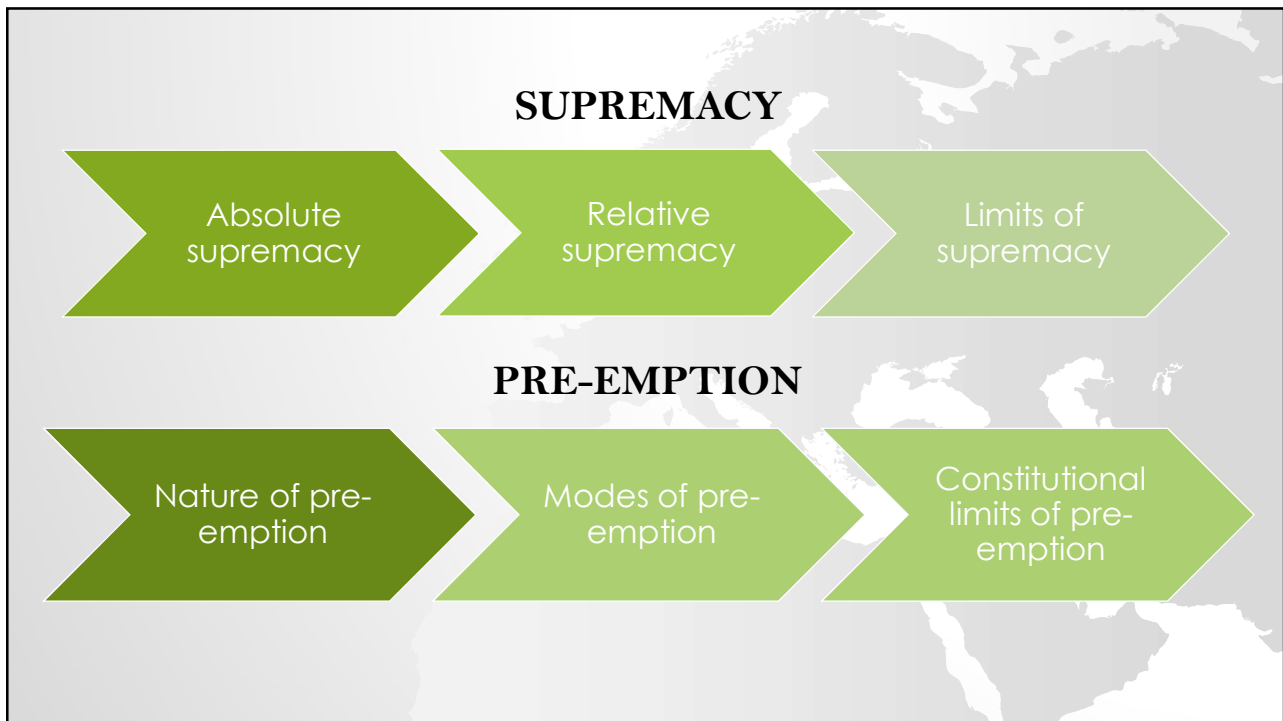 SUPREMACY
Absolute
supremacy
Relative
supremacy
Limits of
supremacy
PRE-EMPTION
Nature of pre-
emption
Modes of pre-
emption
Constitutional
limits of pre-
emption